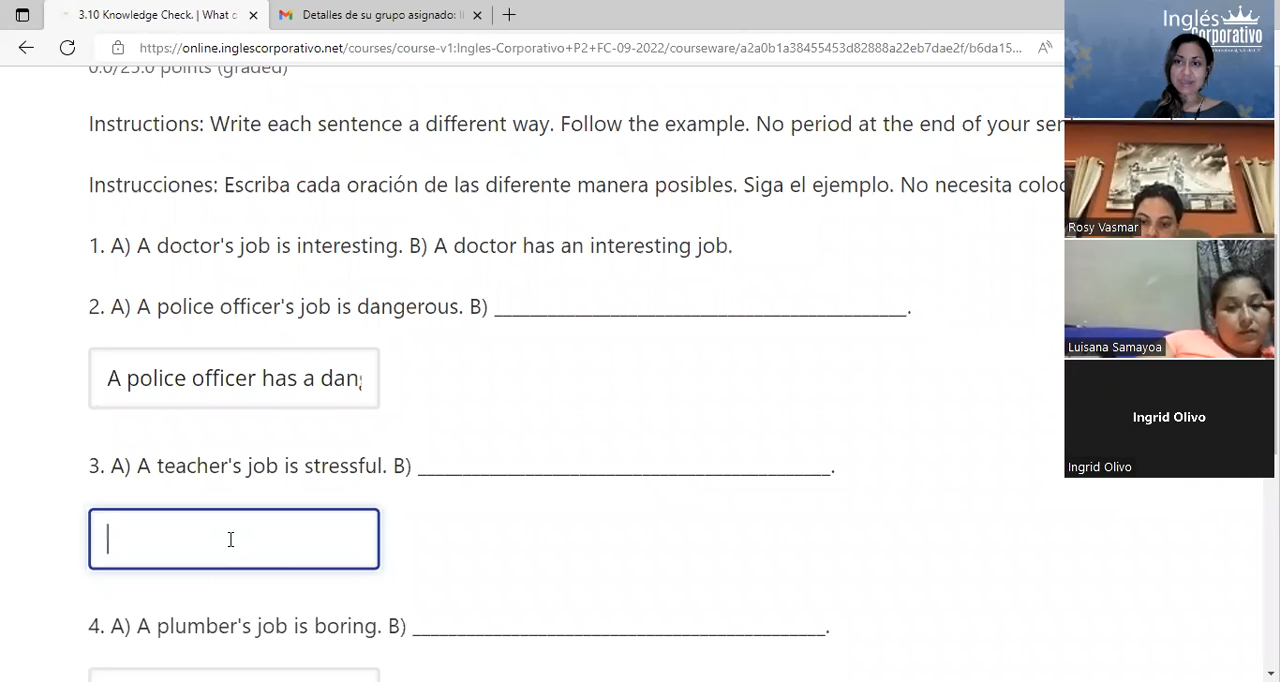 3.10 Knowledge Check. | What c
Detalles de su grupo asignado: II
https://online.inglescorporativo.net/courses/course-v1:Ingles-Corporativo+P2+FC-09-2022/courseware/a2a0b1a38455453d82888a22eb7dae2f/b6da15...
0.0/25.0 points (graded)
Instructions: Write each sentence a different way. Follow the example. No period at the end of your sen
Instrucciones: Escriba cada oración de las diferente manera posibles. Siga el ejemplo. No necesita coloc
1. A) A doctor's job is interesting. B) A doctor has an interesting job.
2. A) A police officer's job is dangerous. B) ______________________________________.
A police officer has a dang
3. A) A teacher's job is stressful. B) ______________________________________.
4. A) A plumber's job is boring. B) ______________________________________.
Inglés
Corporativo
Rosy Vasmar
Luisana Samayoa
Ingrid Olivo
Ingrid Olivo